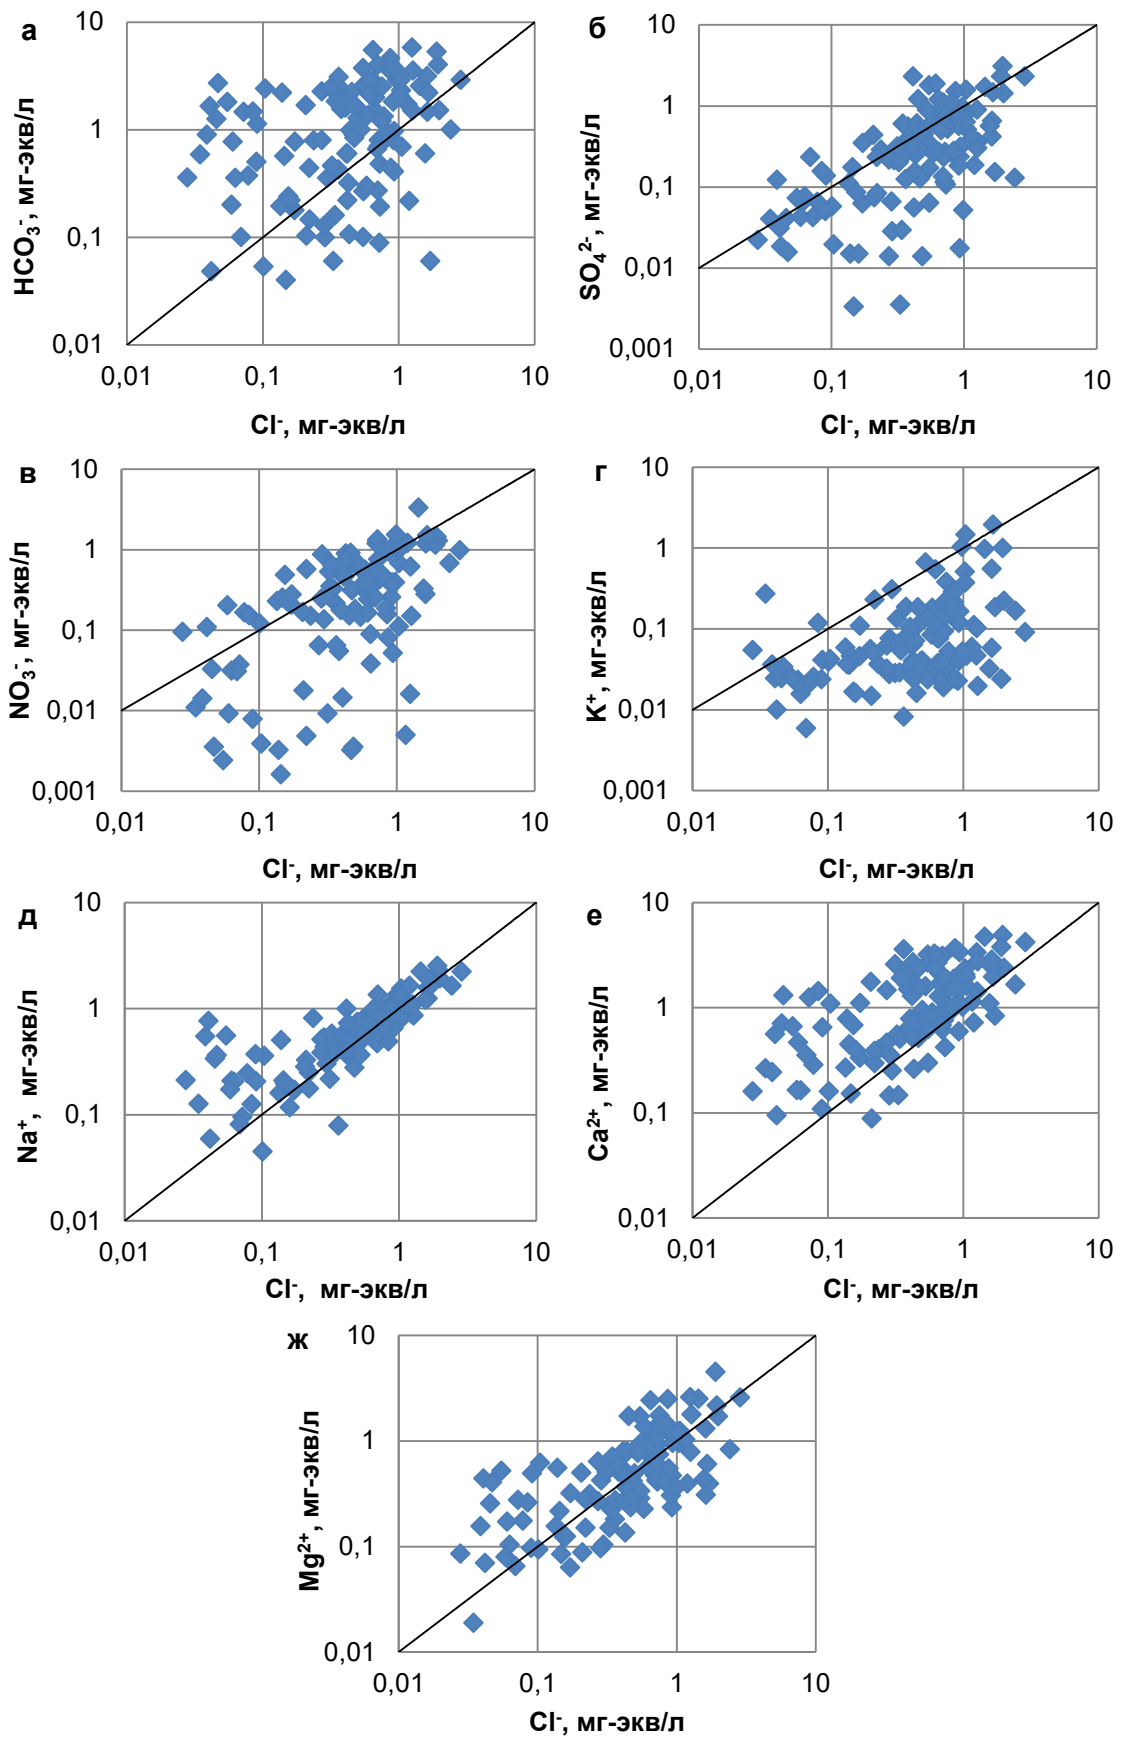 а
HCO₃⁻, мг-экв/л
10
1
0,1
0,01
0,01 0,1 1 10
Cl⁻, мг-экв/л
б
SO₄²⁻, мг-экв/л
10
1
0,1
0,01
0,001
0,01 0,1 1 10
Cl⁻, мг-экв/л
в
NO₃⁻, мг-экв/л
10
1
0,1
0,01
0,001
0,01 0,1 1 10
Cl⁻, мг-экв/л
г
K⁺, мг-экв/л
10
1
0,1
0,01
0,001
0,01 0,1 1 10
Cl⁻, мг-экв/л
д
Na⁺, мг-экв/л
10
1
0,1
0,01
0,01 0,1 1 10
Cl⁻, мг-экв/л
е
Ca²⁺, мг-экв/л
10
1
0,1
0,01
0,01 0,1 1 10
Cl⁻, мг-экв/л
ж
Mg²⁺, мг-экв/л
10
1
0,1
0,01
0,01 0,1 1 10
Cl⁻, мг-экв/л